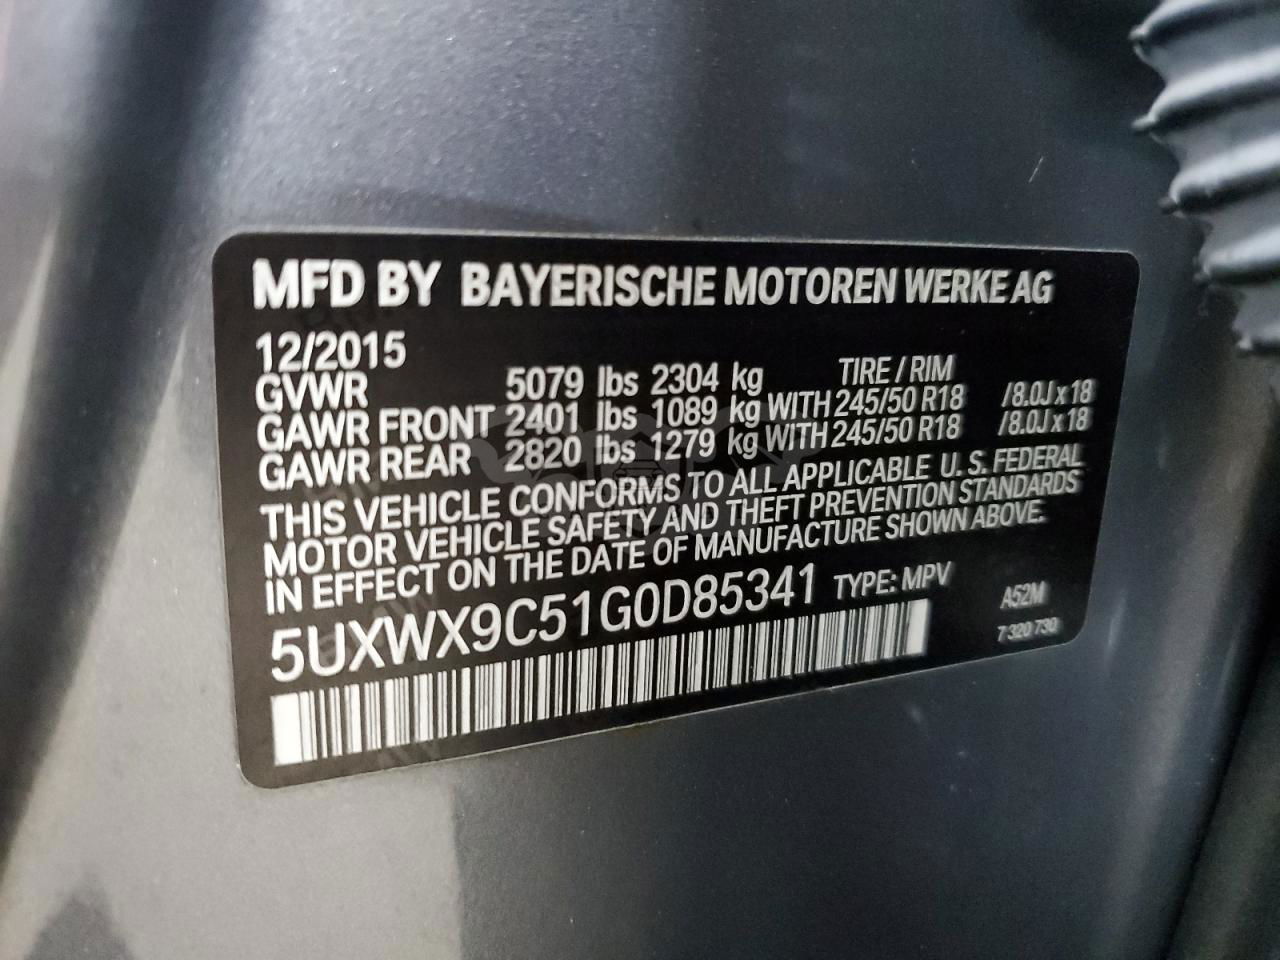 MFD BY BAYERISCHE MOTOREN WERKE AG
12/2015
GVWR 5079 lbs 2304 kg TIRE / RIM
GAWR FRONT 2401 lbs 1089 kg WITH 245/50 R18 /8.0J x 18
GAWR REAR 2820 lbs 1279 kg WITH 245/50 R18 /8.0J x 18
THIS VEHICLE CONFORMS TO ALL APPLICABLE U. S. FEDERAL
MOTOR VEHICLE SAFETY AND THEFT PREVENTION STANDARDS
IN EFFECT ON THE DATE OF MANUFACTURE SHOWN ABOVE.
5UXWX9C51G0D85341 TYPE: MPV A52M
7 320 730